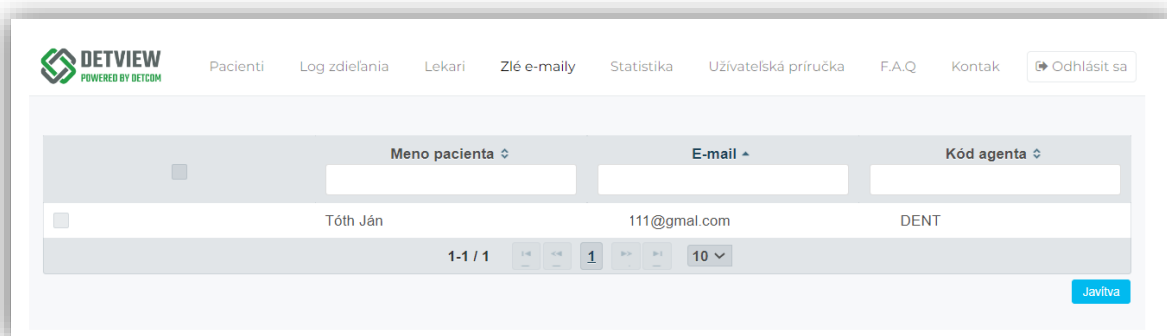 DETVIEW
POWERED BY DETCOM
Pacienti Log zdieľania Lekari Zlé e-maily Statistika Užívateľská príručka F.A.Q Kontak Odhlásit sa
Meno pacienta E-mail Kód agenta
Tóth Ján 111@gmal.com DENT
1-1 / 1 1 10
Javítva